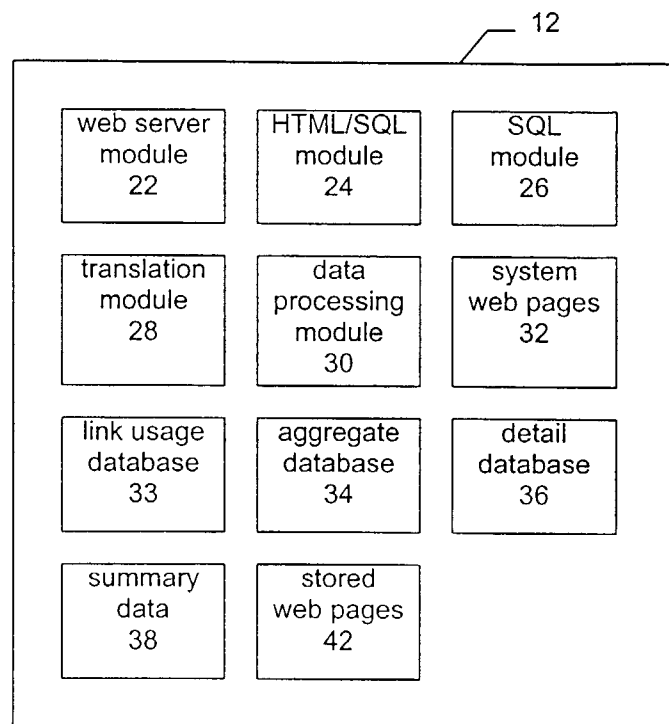 12
web server
module
22
HTML/SQL
module
24
SQL
module
26
translation
module
28
data
processing
module
30
system
web pages
32
link usage
database
33
aggregate
database
34
detail
database
36
summary
data
38
stored
web pages
42